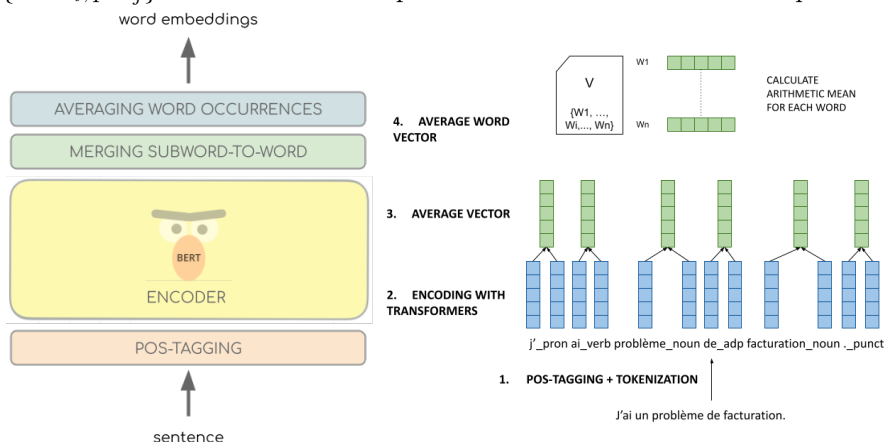 word embeddings
AVERAGING WORD OCCURRENCES
MERGING SUBWORD-TO-WORD
BERT
ENCODER
POS-TAGGING
sentence
4. AVERAGE WORD
VECTOR
V
{W1, ...,
Wi,..., Wn}
W1
Wn
CALCULATE
ARITHMETIC MEAN
FOR EACH WORD
3. AVERAGE VECTOR
2. ENCODING WITH
TRANSFORMERS
j'_pron ai_verb problème_noun de_adp facturation_noun ._punct
1. POS-TAGGING + TOKENIZATION
J'ai un problème de facturation.